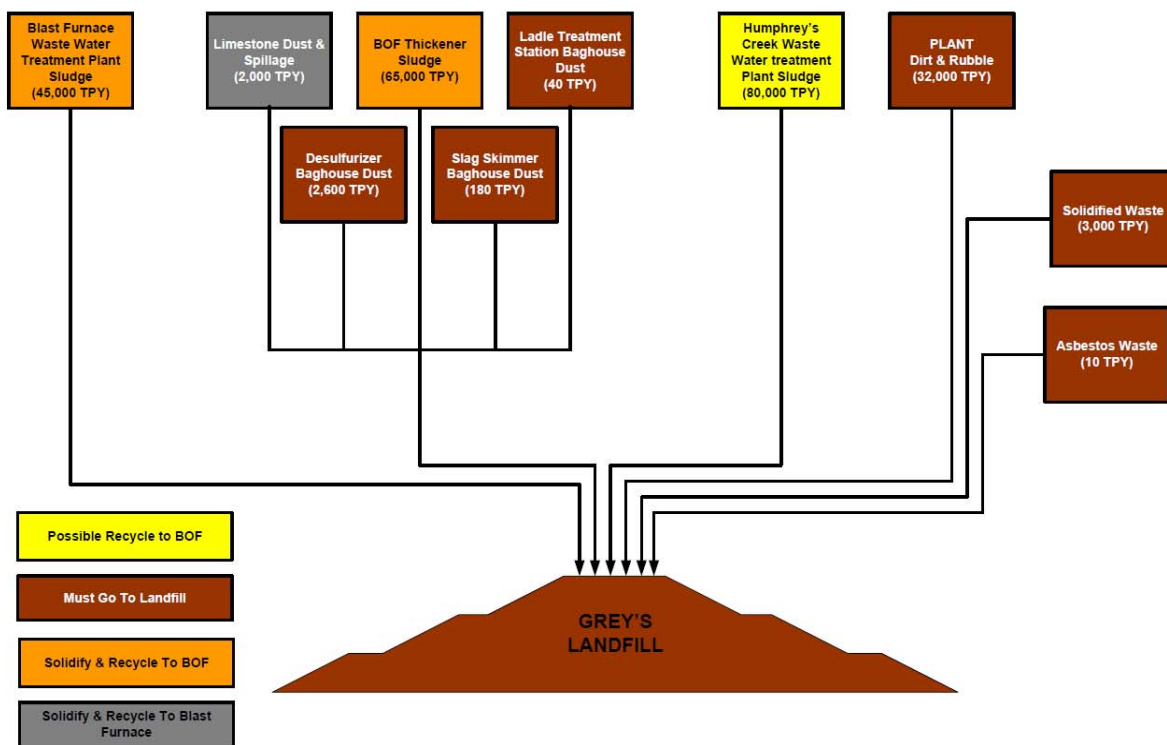 Blast Furnace
Waste Water
Treatment Plant
Sludge
(45,000 TPY)
Limestone Dust &
Spillage
(2,000 TPY)
BOF Thickener
Sludge
(65,000 TPY)
Ladle Treatment
Station Baghouse
Dust
(40 TPY)
Humphrey's
Creek Waste
Water treatment
Plant Sludge
(80,000 TPY)
PLANT
Dirt & Rubble
(32,000 TPY)
Desulfurizer
Baghouse Dust
(2,600 TPY)
Slag Skimmer
Baghouse Dust
(180 TPY)
Solidified Waste
(3,000 TPY)
Asbestos Waste
(10 TPY)
Possible Recycle to BOF
Must Go To Landfill
Solidify & Recycle To BOF
Solidify & Recycle To Blast
Furnace
GREY'S
LANDFILL